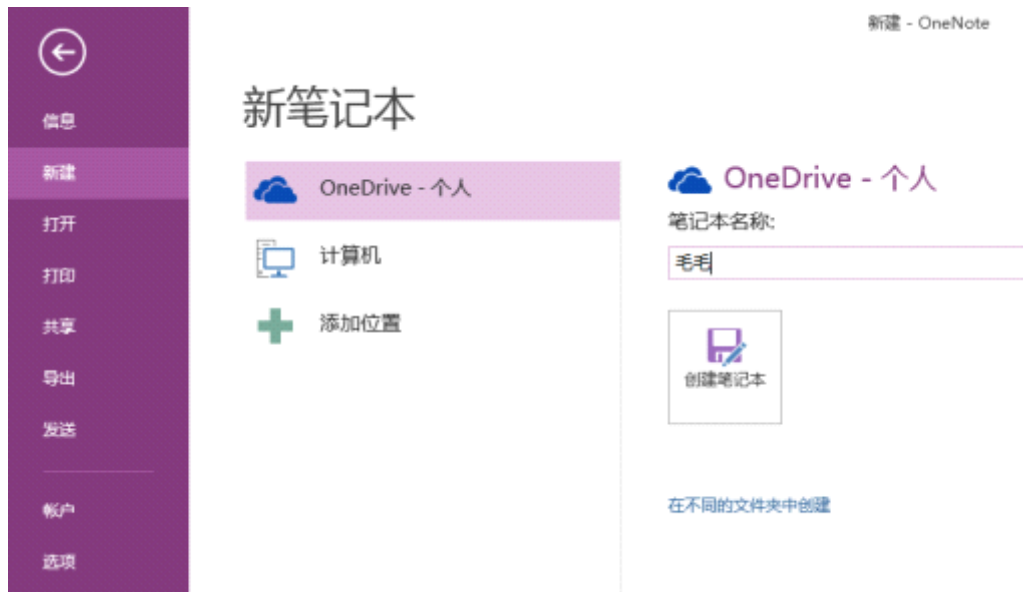 新建 - OneNote
信息
新建
打开
打印
共享
导出
发送
帐户
选项
新笔记本
OneDrive - 个人
计算机
添加位置
OneDrive - 个人
笔记本名称:
毛毛
创建笔记本
在不同的文件夹中创建